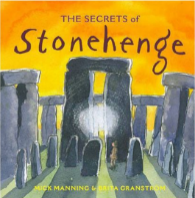 THE SECRETS of
Stonehenge
MICK MANNING & BRITA GRANSTRÖM